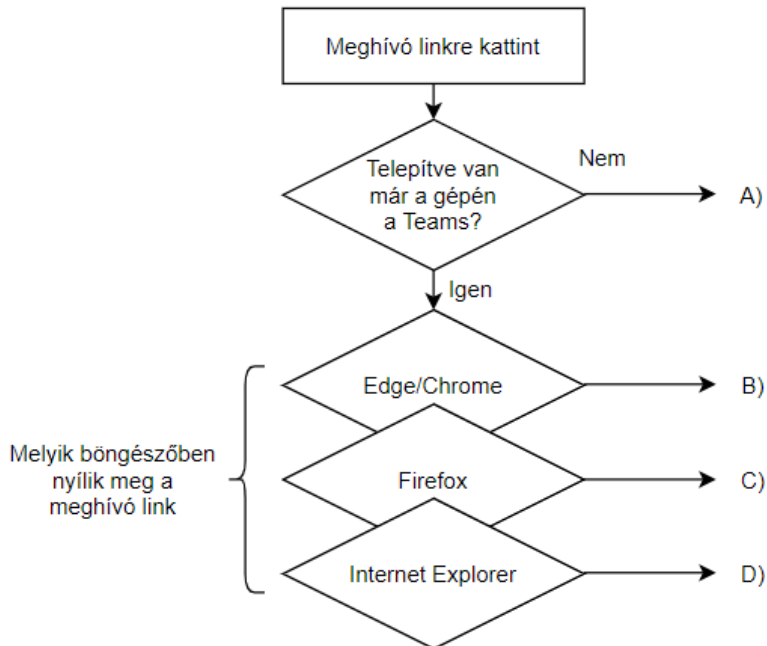 Meghívó linkre kattint
Telepítve van
már a gépén
a Teams?
Nem
A)
Igen
Edge/Chrome
B)
Melyik böngészőben
nyílik meg a
meghívó link
Firefox
C)
Internet Explorer
D)